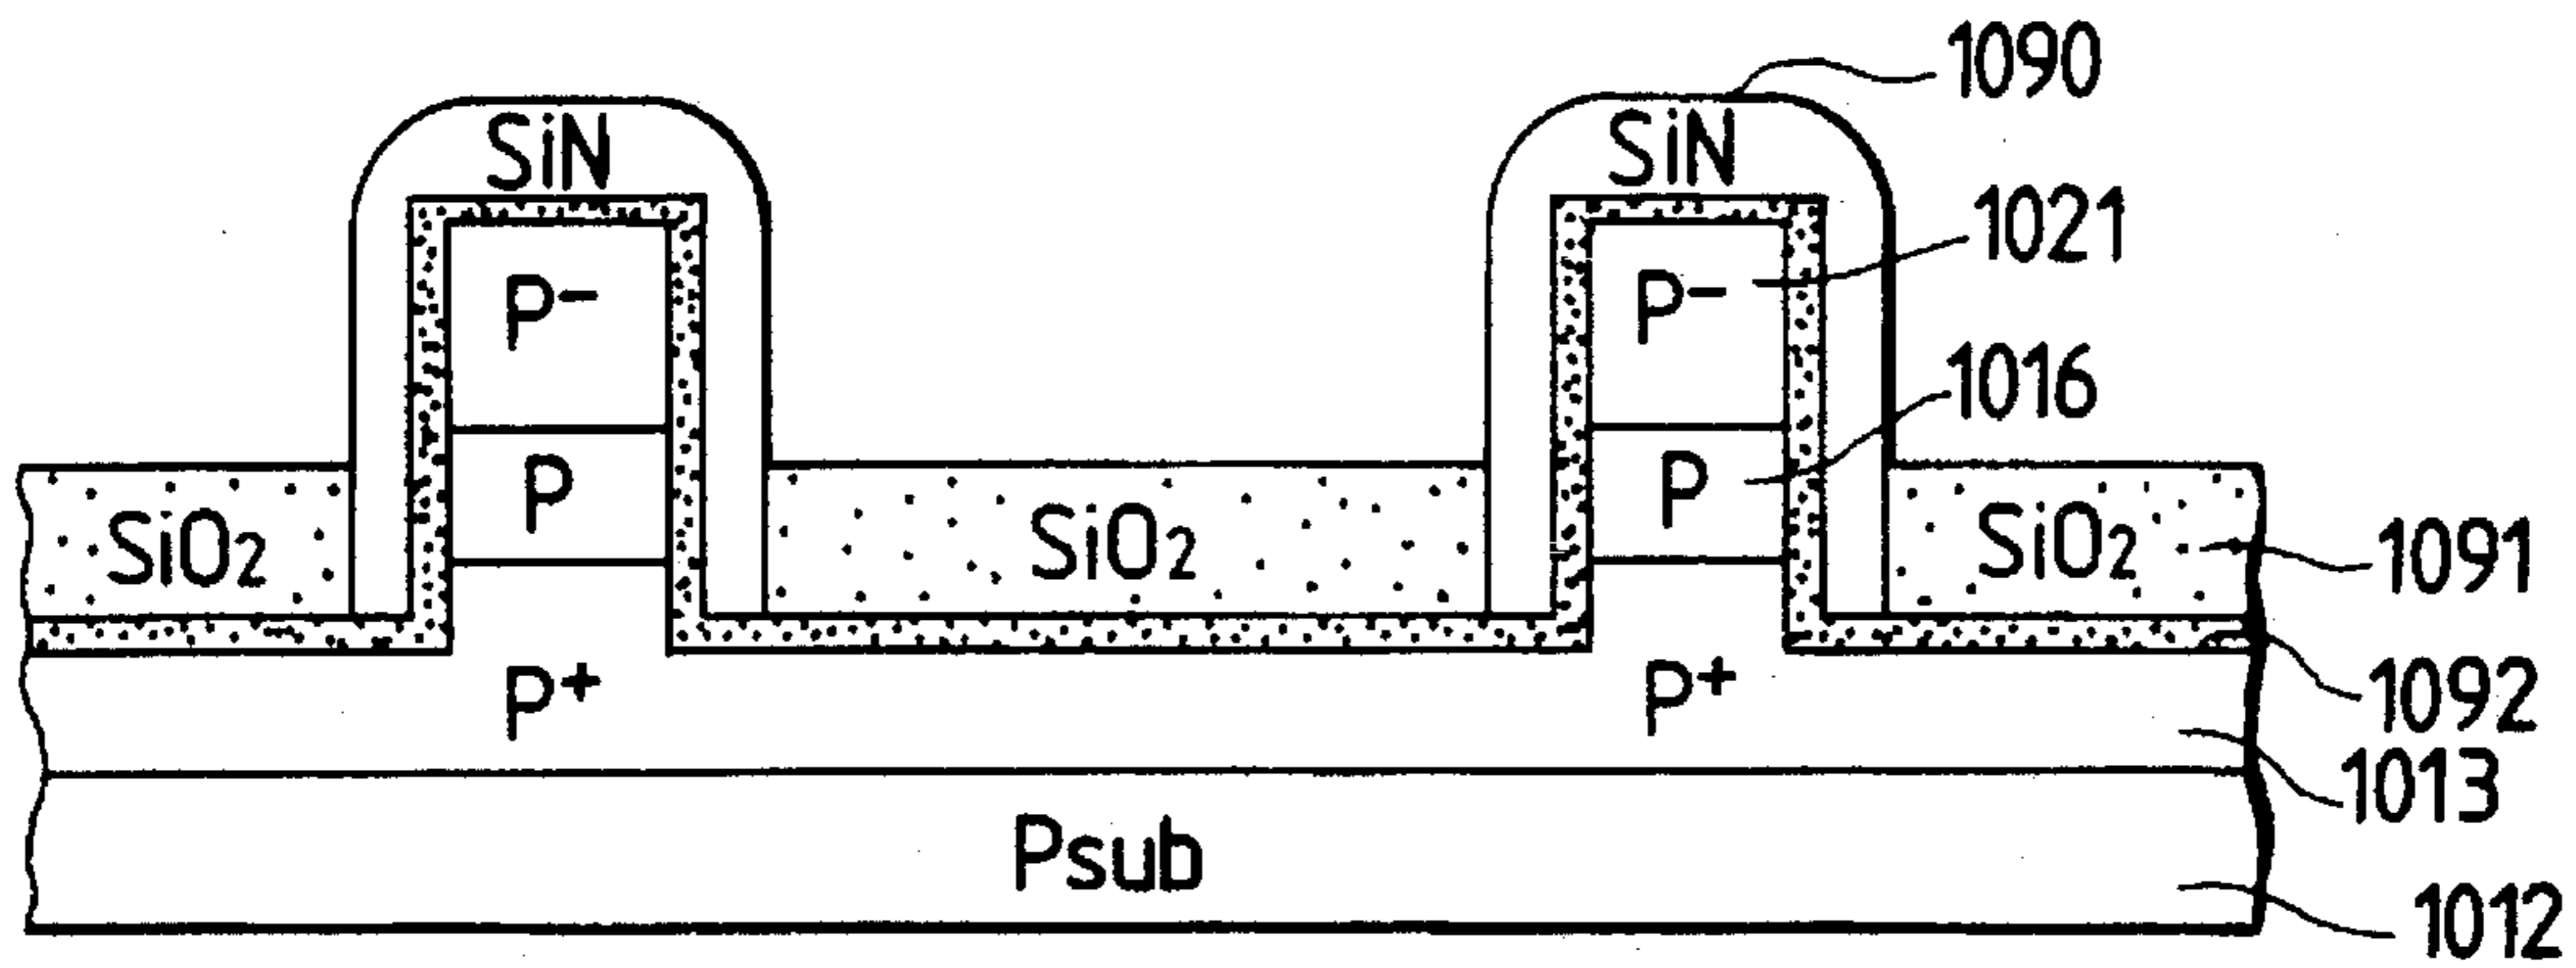 1090
SiN SiN
1021
P⁻ P⁻
1016
P P
SiO₂ SiO₂ SiO₂
1091
P⁺ P⁺
1092
1013
Psub
1012